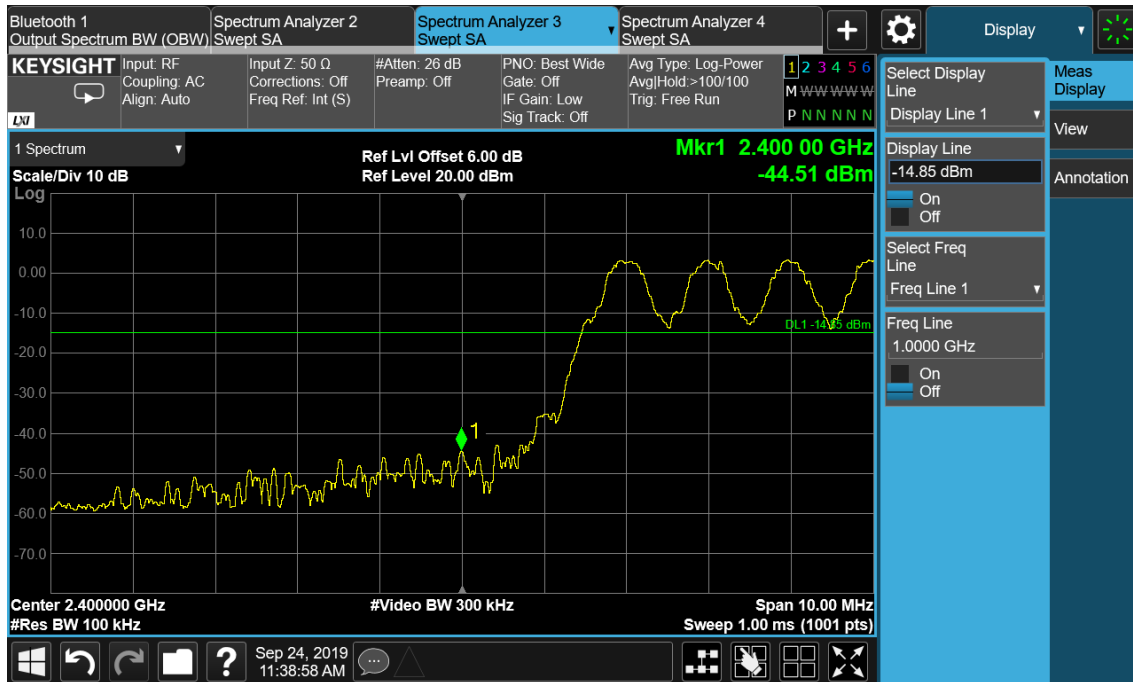 Bluetooth 1
Output Spectrum BW (OBW)
Spectrum Analyzer 2
Swept SA
Spectrum Analyzer 3
Swept SA
Spectrum Analyzer 4
Swept SA
+
Display
KEYSIGHT
LXI
Input: RF
Coupling: AC
Align: Auto
Input Z: 50 Ω
Corrections: Off
Freq Ref: Int (S)
#Atten: 26 dB
Preamp: Off
PNO: Best Wide
Gate: Off
IF Gain: Low
Sig Track: Off
Avg Type: Log-Power
Avg|Hold:>100/100
Trig: Free Run
1 2 3 4 5 6
M W W W W W W
P N N N N N
1 Spectrum
Scale/Div 10 dB
Ref Lvl Offset 6.00 dB
Ref Level 20.00 dBm
Mkr1 2.400 00 GHz
-44.51 dBm
Log
10.0
0.00
-10.0
-20.0
-30.0
-40.0
-50.0
-60.0
-70.0
DL1 -14.85 dBm
1
Center 2.400000 GHz
#Res BW 100 kHz
#Video BW 300 kHz
Span 10.00 MHz
Sweep 1.00 ms (1001 pts)
Select Display
Line
Display Line 1
Display Line
-14.85 dBm
On
Off
Select Freq
Line
Freq Line 1
Freq Line
1.0000 GHz
On
Off
Meas
Display
View
Annotation
?
Sep 24, 2019
11:38:58 AM